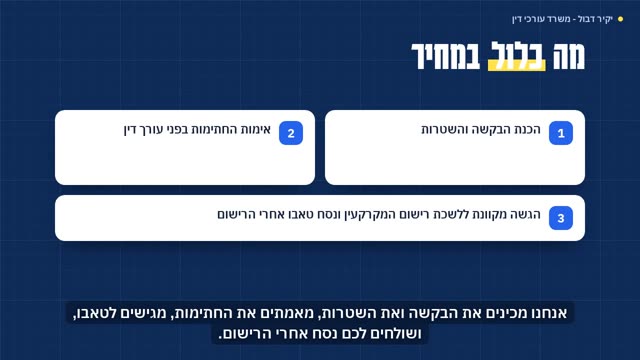 יקיר דבול - משרד עורכי דין
מה כלול במחיר
1 הכנת הבקשה והשטרות
2 אימות החתימות בפני עורך דין
3 הגשה מקוונת ללשכת רישום המקרקעין ונסח טאבו אחרי הרישום
אנחנו מכינים את הבקשה ואת השטרות, מאמתים את החתימות, מגישים לטאבו,
ושולחים לכם נסח אחרי הרישום.